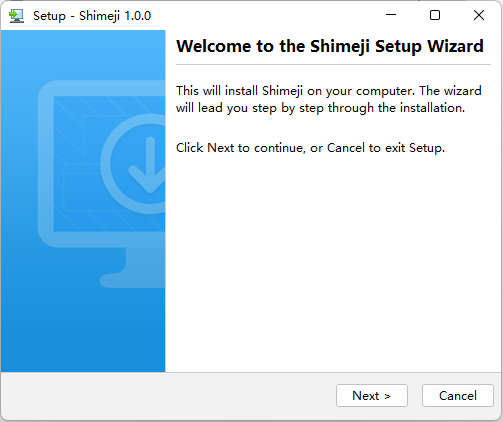 Setup - Shimeji 1.0.0
Welcome to the Shimeji Setup Wizard
This will install Shimeji on your computer. The wizard
will lead you step by step through the installation.
Click Next to continue, or Cancel to exit Setup.
Next >
Cancel